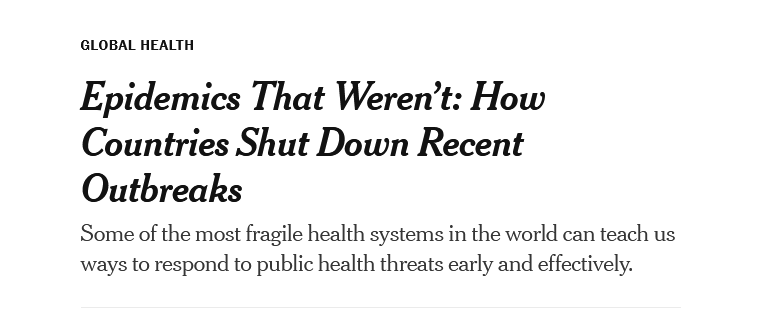 GLOBAL HEALTH
Epidemics That Weren’t: How
Countries Shut Down Recent
Outbreaks
Some of the most fragile health systems in the world can teach us
ways to respond to public health threats early and effectively.